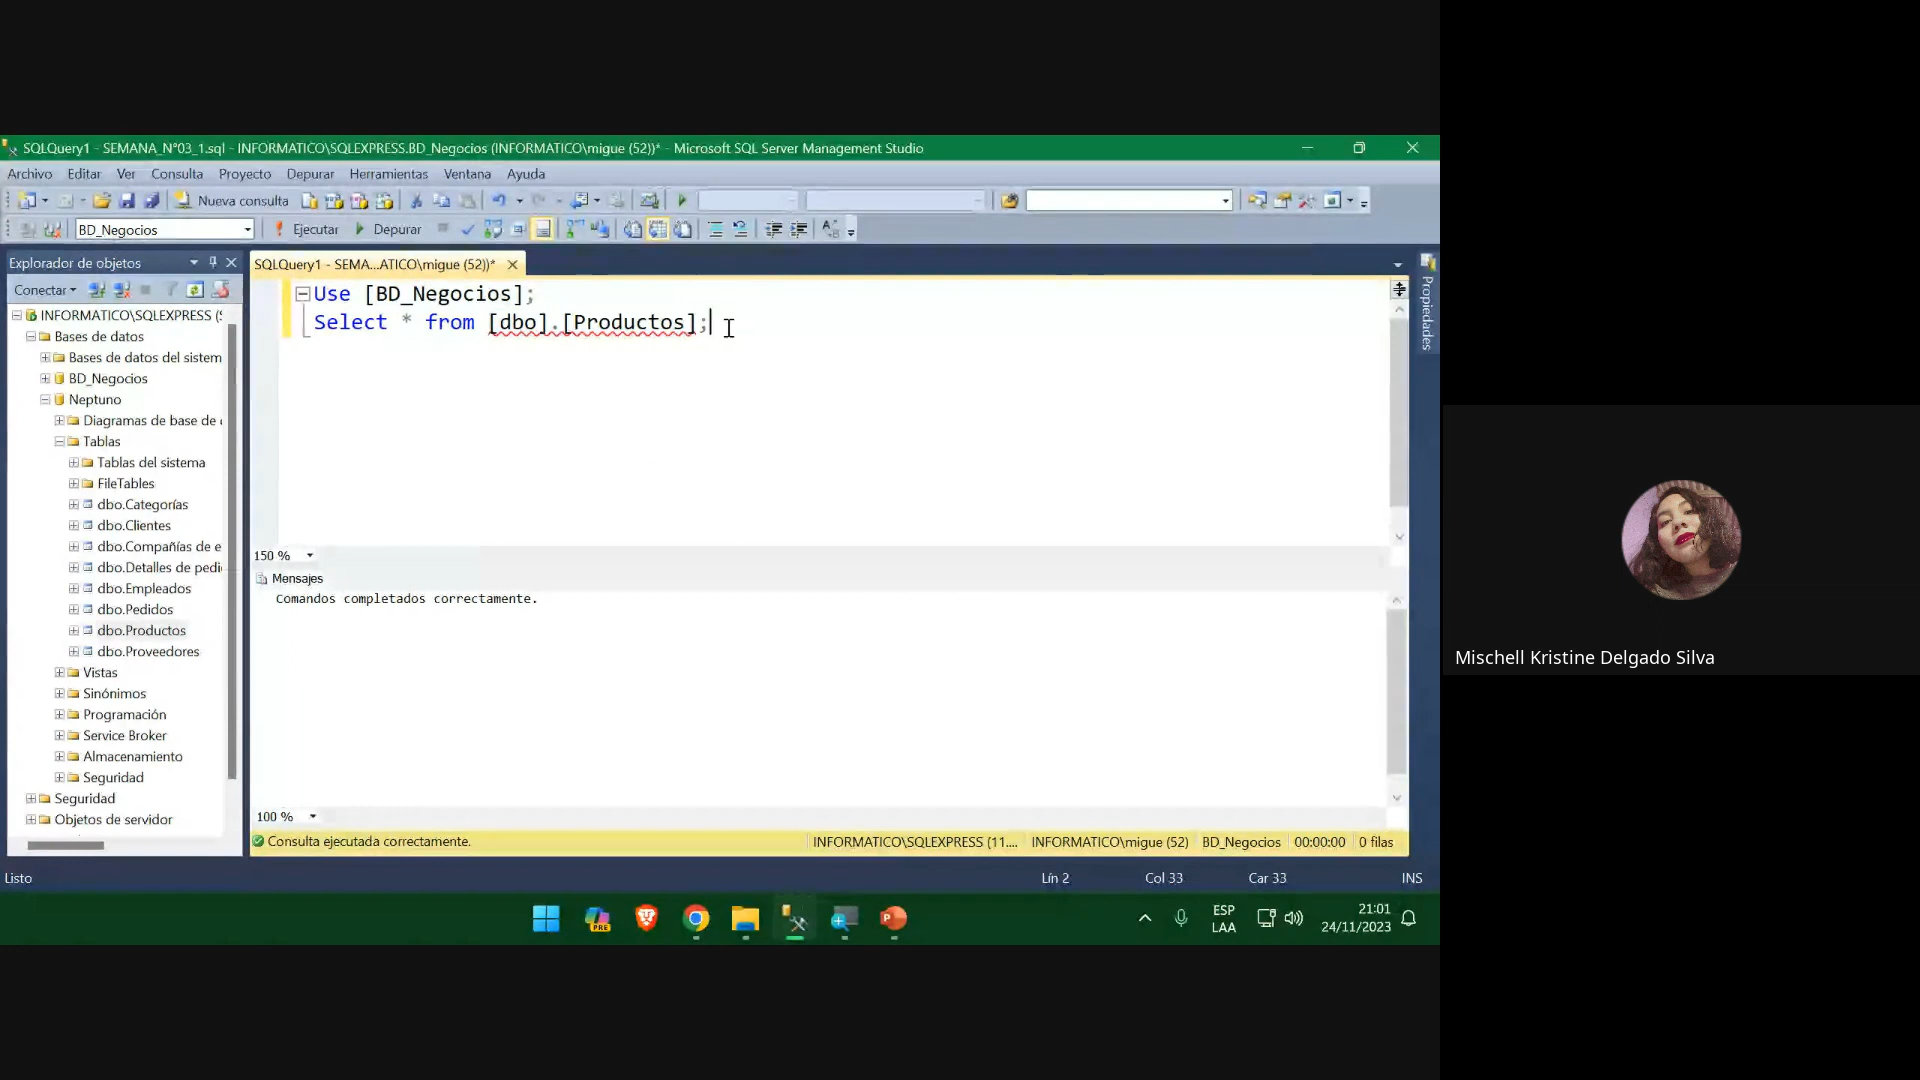 SQLQuery1 - SEMANA_N°03_1.sql - INFORMATICO\SQLEXPRESS.BD_Negocios (INFORMATICO\migue (52))* - Microsoft SQL Server Management Studio
Archivo Editar Ver Consulta Proyecto Depurar Herramientas Ventana Ayuda
Nueva consulta
BD_Negocios Ejecutar Depurar
Explorador de objetos
Conectar
INFORMATICO\SQLEXPRESS (S
Bases de datos
Bases de datos del sistem
BD_Negocios
Neptuno
Diagramas de base de
Tablas
Tablas del sistema
FileTables
dbo.Categorías
dbo.Clientes
dbo.Compañías de e
dbo.Detalles de pedi
dbo.Empleados
dbo.Pedidos
dbo.Productos
dbo.Proveedores
Vistas
Sinónimos
Programación
Service Broker
Almacenamiento
Seguridad
Seguridad
Objetos de servidor
SQLQuery1 - SEMA...ATICO\migue (52))*
Use [BD_Negocios];
Select * from [dbo].[Productos];
150 %
Mensajes
Comandos completados correctamente.
100 %
Consulta ejecutada correctamente. INFORMATICO\SQLEXPRESS (11.... INFORMATICO\migue (52) BD_Negocios 00:00:00 0 filas
Propiedades
Listo Lín 2 Col 33 Car 33 INS
PRE
ESP
LAA
21:01
24/11/2023
Mischell Kristine Delgado Silva